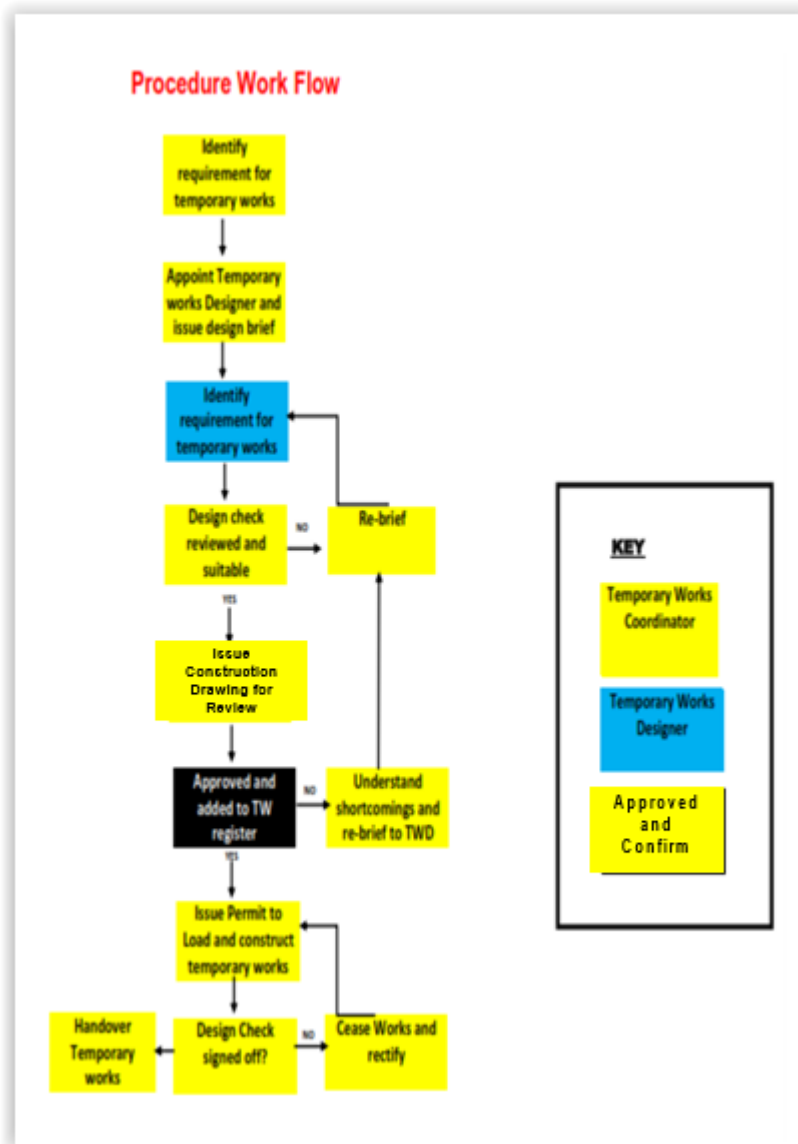 Procedure Work Flow
Identify
requirement for
temporary works
Appoint Temporary
works Designer and
issue design brief
Identify
requirement for
temporary works
Design check
reviewed and
suitable
NO
Re-brief
YES
Issue
Construction
Drawing for
Review
Approved and
added to TW
register
NO
Understand
shortcomings and
re-brief to TWD
YES
Issue Permit to
Load and construct
temporary works
Handover
Temporary
works
Design Check
signed off?
NO
Cease Works and
rectify
KEY
Temporary Works
Coordinator
Temporary Works
Designer
Approved
and
Confirm